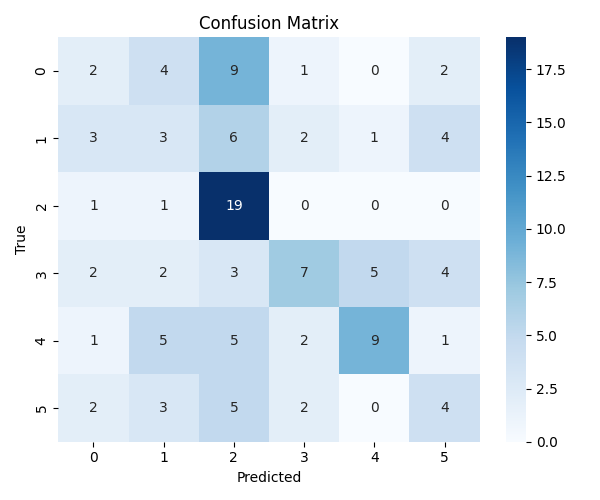 Confusion Matrix
0 2 4 9 1 0 2
1 3 3 6 2 1 4
2 1 1 19 0 0 0
3 2 2 3 7 5 4
4 1 5 5 2 9 1
5 2 3 5 2 0 4
0 1 2 3 4 5
Predicted
True
17.5
15.0
12.5
10.0
7.5
5.0
2.5
0.0